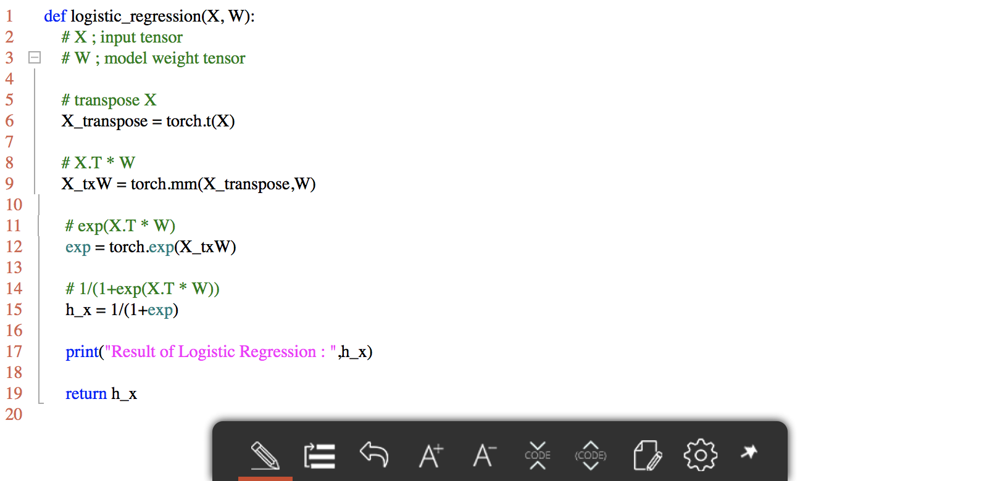 1 def logistic_regression(X, W):
2 # X ; input tensor
3 # W ; model weight tensor
4
5 # transpose X
6 X_transpose = torch.t(X)
7
8 # X.T * W
9 X_txW = torch.mm(X_transpose,W)
10
11 # exp(X.T * W)
12 exp = torch.exp(X_txW)
13
14 # 1/(1+exp(X.T * W))
15 h_x = 1/(1+exp)
16
17 print("Result of Logistic Regression : ",h_x)
18
19 return h_x
20
A+ A- CODE (CODE)